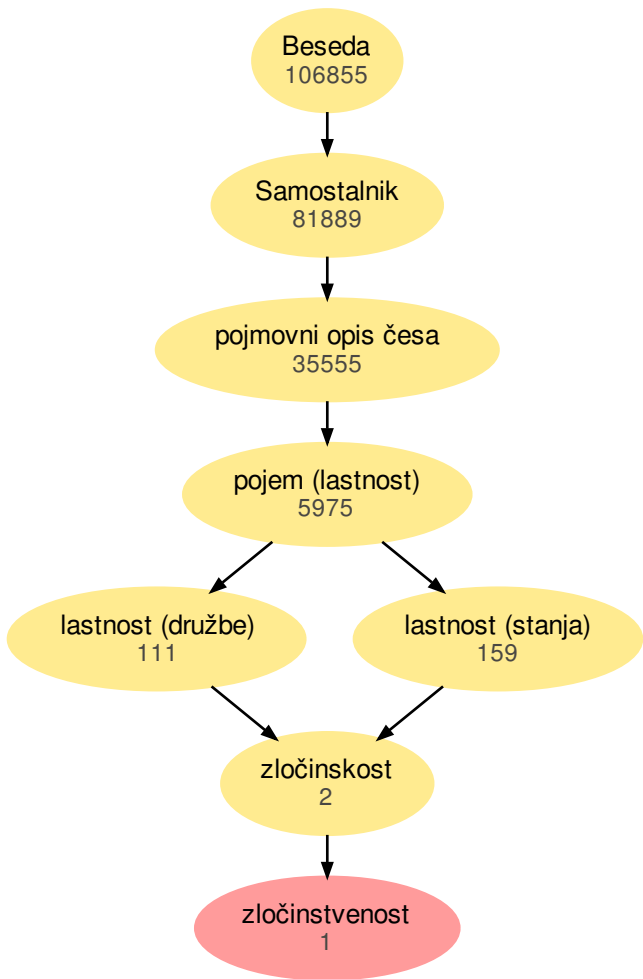 Beseda
106855
Samostalnik
81889
pojmovni opis česa
35555
pojem (lastnost)
5975
lastnost (družbe)
111
lastnost (stanja)
159
zločinskost
2
zločinstvenost
1